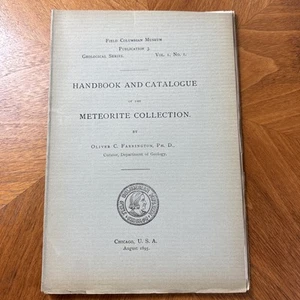 Field Columbian Museum
Publication 3.
Geological Series. Vol. 1, No. 1.
HANDBOOK AND CATALOGUE
OF THE
METEORITE COLLECTION.
BY
Oliver C. Farrington, Ph. D.,
Curator, Department of Geology.
Chicago, U. S. A.
August 1895.